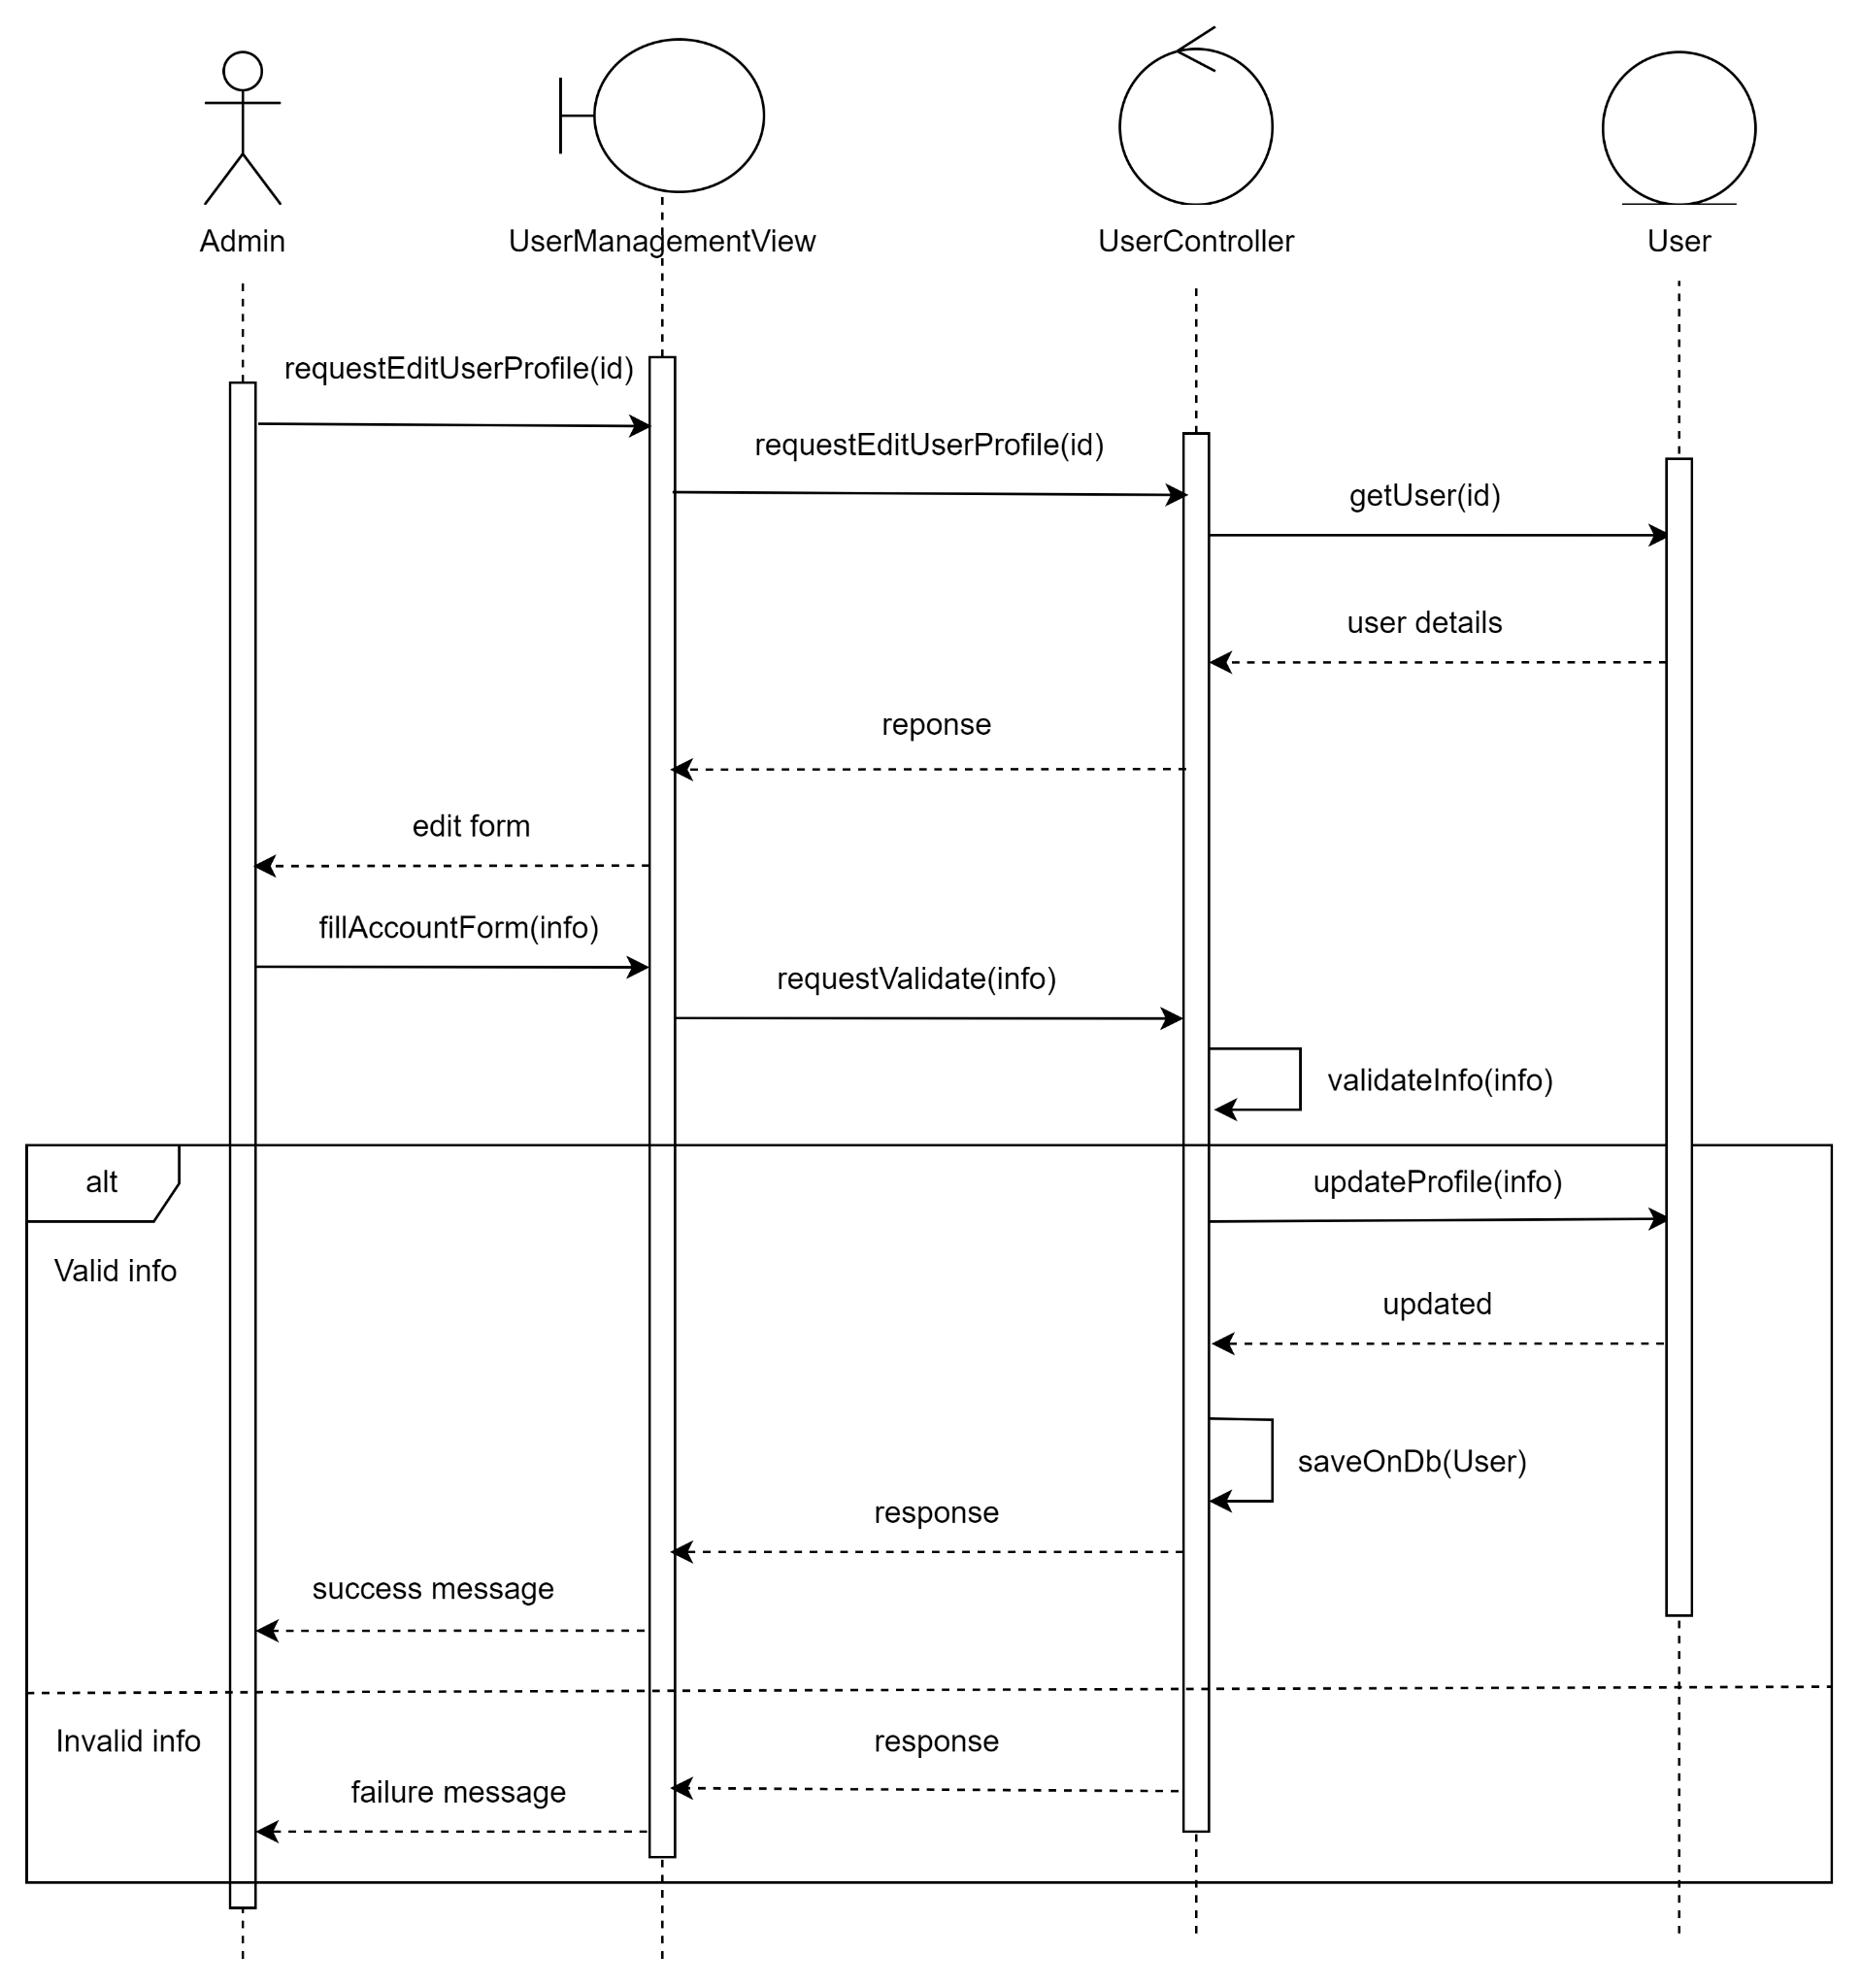 Admin
UserManagementView
UserController
User
requestEditUserProfile(id)
requestEditUserProfile(id)
getUser(id)
user details
reponse
edit form
fillAccountForm(info)
requestValidate(info)
validateInfo(info)
alt
updateProfile(info)
Valid info
updated
saveOnDb(User)
response
success message
Invalid info
response
failure message